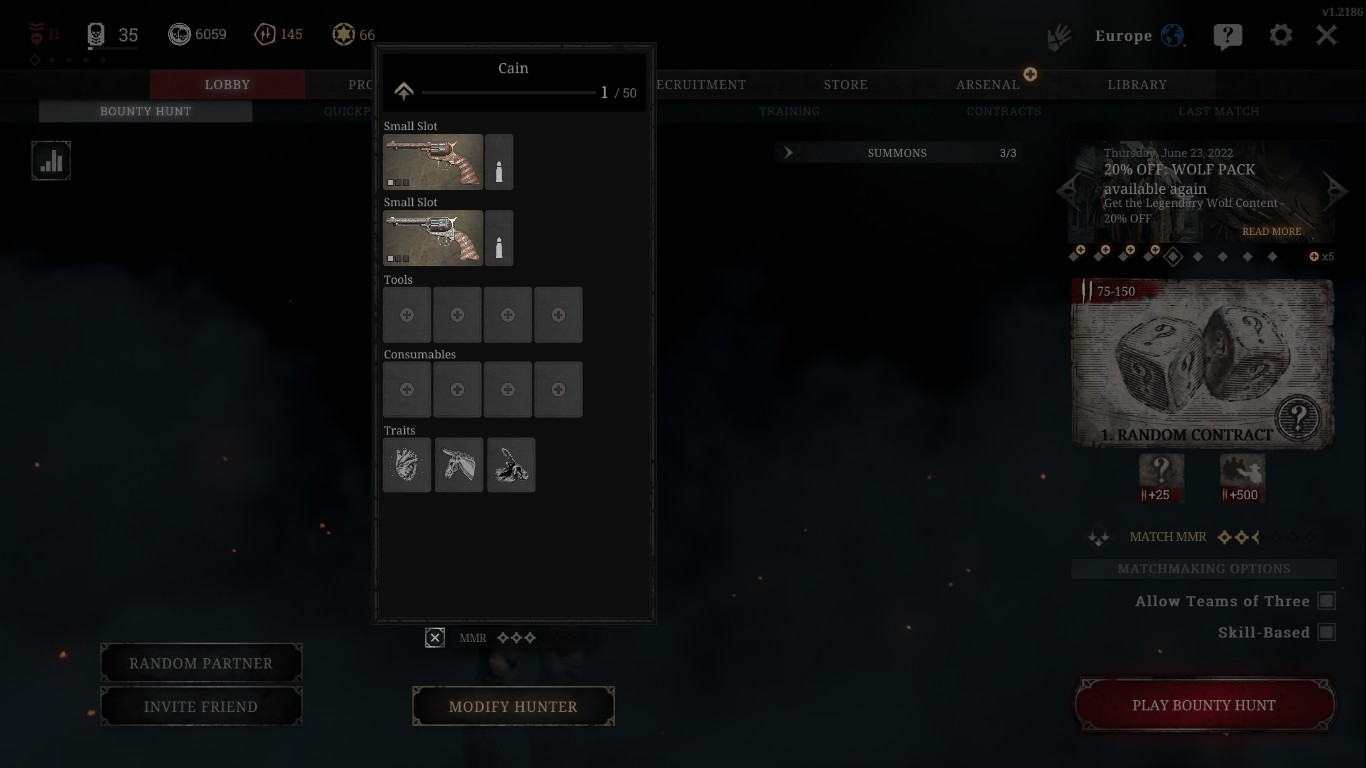 v1.2186
11
35
6059
145
66
Europe
LOBBY
PRO
ECRUITMENT
STORE
ARSENAL
LIBRARY
BOUNTY HUNT
QUICKP
TRAINING
CONTRACTS
LAST MATCH
Cain
1 / 50
Small Slot
Small Slot
Tools
Consumables
Traits
MMR
SUMMONS 3/3
Thursday, June 23, 2022
20% OFF: WOLF PACK
available again
Get the Legendary Wolf Content -
20% OFF
READ MORE
x5
75-150
1. RANDOM CONTRACT
+25
+500
MATCH MMR
MATCHMAKING OPTIONS
Allow Teams of Three
Skill-Based
RANDOM PARTNER
INVITE FRIEND
MODIFY HUNTER
PLAY BOUNTY HUNT